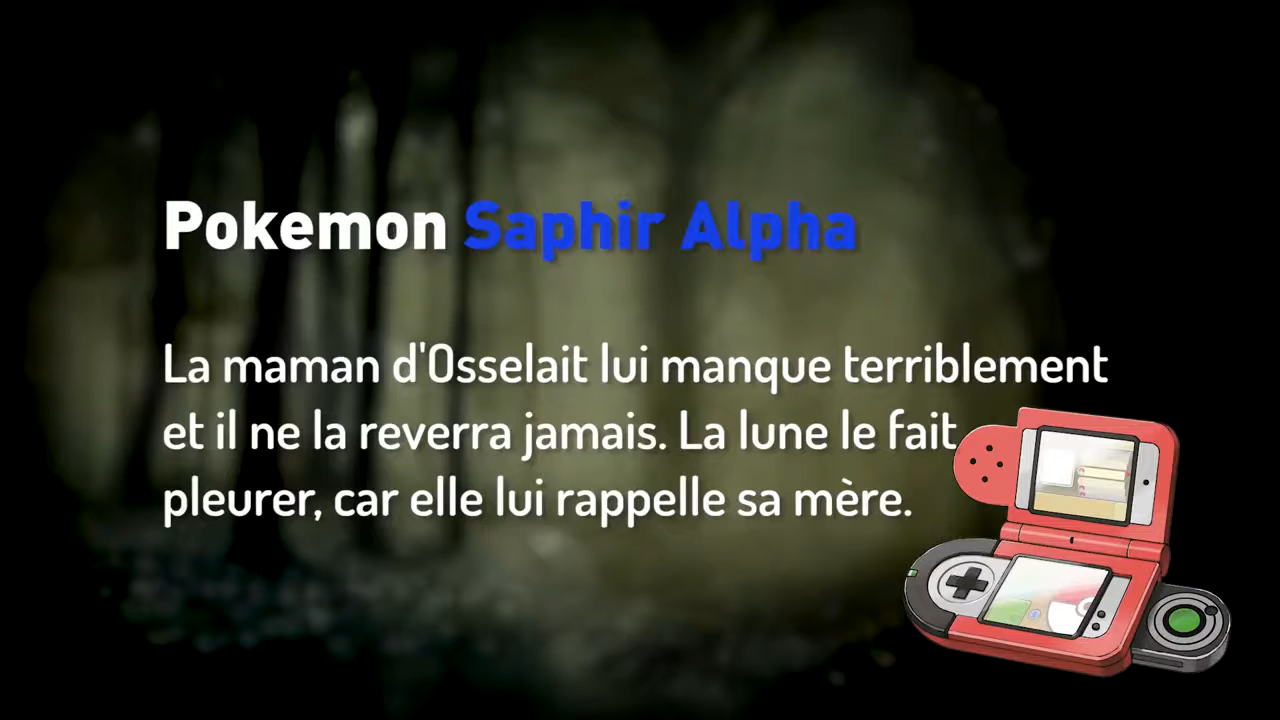 Pokemon Saphir Alpha
La maman d'Osselait lui manque terriblement
et il ne la reverra jamais. La lune le fait
pleurer, car elle lui rappelle sa mère.